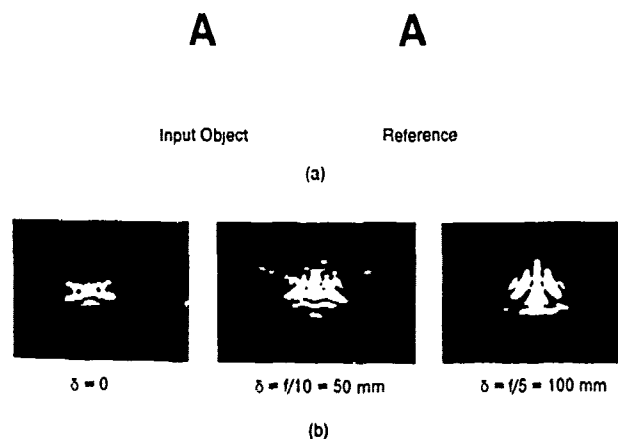 A A
Input Object Reference
(a)
δ = 0 δ = f/10 = 50 mm δ = f/5 = 100 mm
(b)